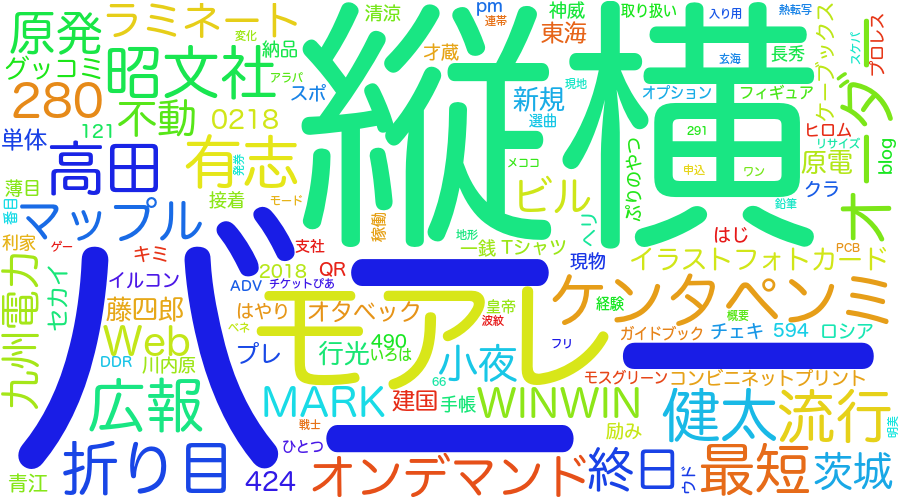 清涼
pm
連帯
神威
取り扱い
入り用
熱転写
ケーブックス
スケパ
プロレス
ラミネート
変化
納品
原発
昭文社
グッコミ
アラバ
才蔵
東海
縦横
玄海
長秀
スポ
280
不動
0218
新規
現地
選曲
オプション
フィギュア
オーダー
単体
121
291
ヒロム
リサイズ
blog
高田
有志
発券
メココ
ぶりのやつ
申込
ワン
原電
クラ
鉛筆
薄目
接着
モード
ビル
番目
マップル
稼働
地形
ヘリ
利家
ゲー
キミ
支社
一銭
Tシャツ
はじ
PCB
九州電力
セカイ
イルコン
2018
QR
バーーー
現物
イラストフォトカード
ADV
チケットぴあ
藤四郎
はやり
オタベック
皇帝
波紋
モアレ
ケンタペンミ
経験
概要
Web
ベネ
490
行光
いろは
フリ
ガイドブック
チェキ
594
ロシア
DDR
川内原
プレ
66
小夜
モスグリーン
コンビニネットプリント
広報
MARK
建国
手帳
WINWIN
健太
流行
明美
戦士
励み
折り目
ひとつ
青江
424
オンデマンド
終日
ウド
最短
茨城